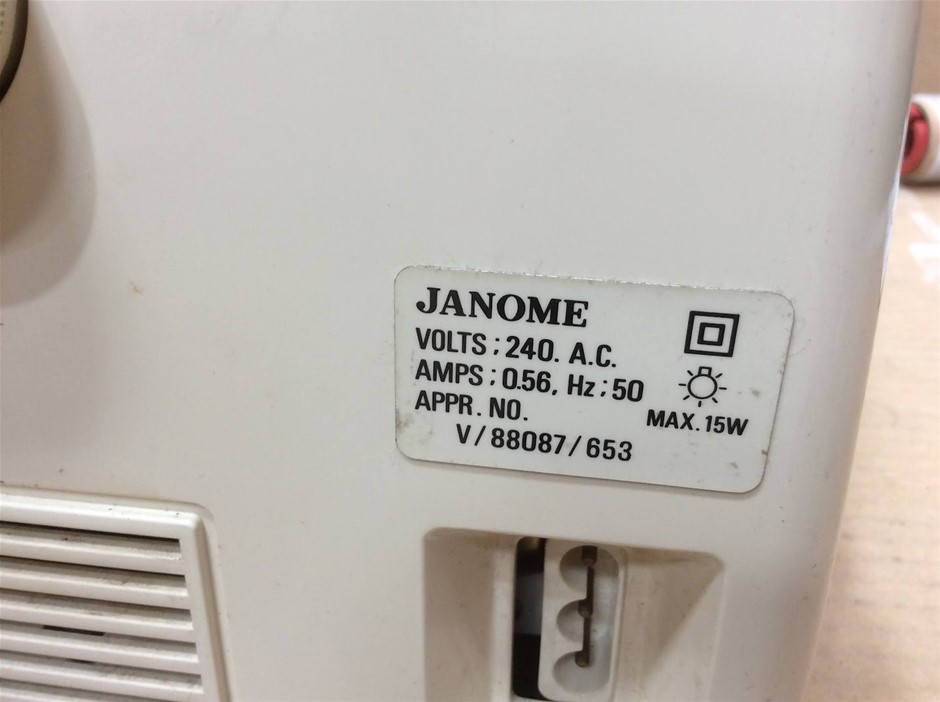 JANOME
VOLTS ; 240. A.C.
AMPS ; 0.56, Hz ; 50
APPR. NO.
MAX. 15W
V/88087/653